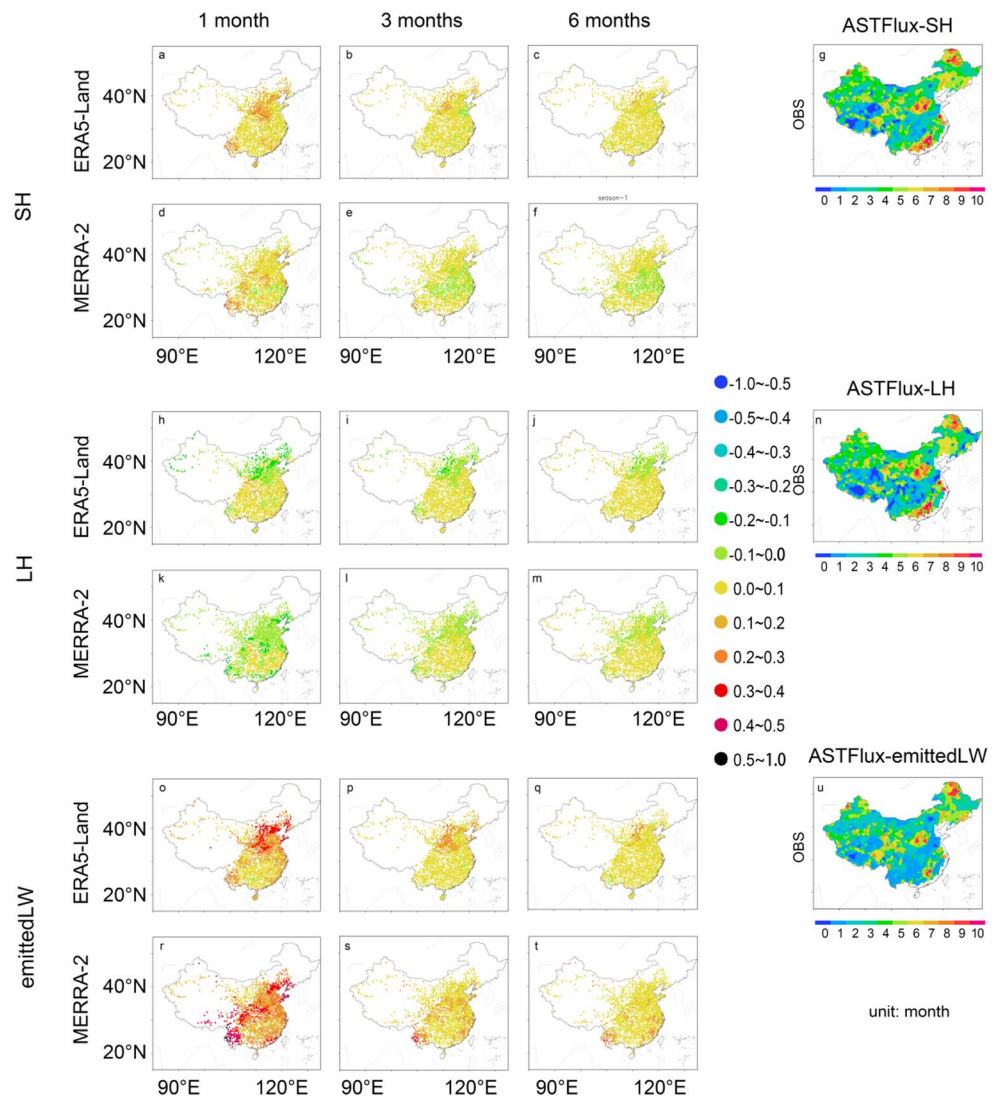 1 month 3 months 6 months ASTFlux-SH
SH
ERA5-Land
40°N
20°N
a b c g
OBS
0 1 2 3 4 5 6 7 8 9 10
MERRA-2
40°N
20°N
season-1
d e f
90°E 120°E 90°E 120°E 90°E 120°E
LH
ERA5-Land
40°N
20°N
h i j
-1.0~-0.5
-0.5~-0.4
-0.4~-0.3
-0.3~-0.2
-0.2~-0.1
-0.1~0.0
0.0~0.1
0.1~0.2
0.2~0.3
0.3~0.4
0.4~0.5
0.5~1.0
ASTFlux-LH
n
OBS
0 1 2 3 4 5 6 7 8 9 10
MERRA-2
40°N
20°N
k l m
90°E 120°E 90°E 120°E 90°E 120°E
emittedLW
ERA5-Land
40°N
20°N
o p q
ASTFlux-emittedLW
u
OBS
0 1 2 3 4 5 6 7 8 9 10
MERRA-2
40°N
20°N
r s t
90°E 120°E 90°E 120°E 90°E 120°E
unit: month